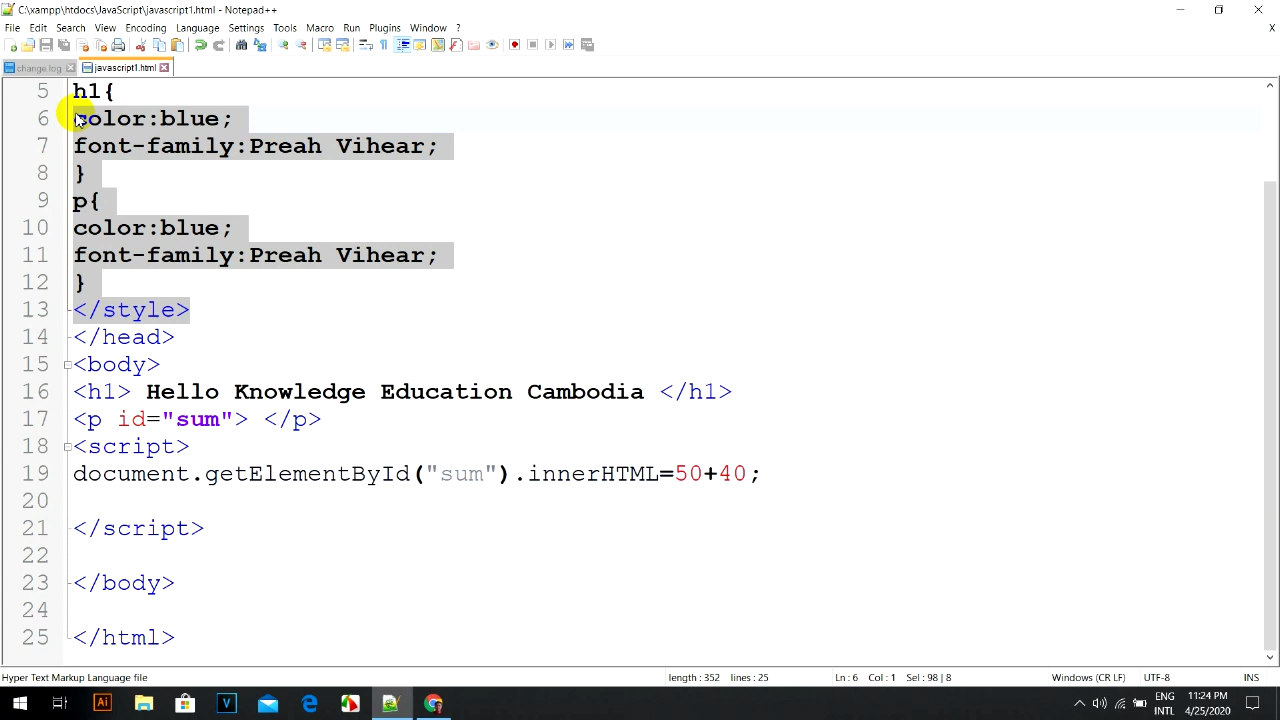 C:\xampp\htdocs\JavaScript\javascript1.html - Notepad++
File Edit Search View Encoding Language Settings Tools Macro Run Plugins Window ? X
change.log javascript1.html
5 h1{
6 color:blue;
7 font-family:Preah Vihear;
8 }
9 p{
10 color:blue;
11 font-family:Preah Vihear;
12 }
13 </style>
14 </head>
15 <body>
16 <h1> Hello Knowledge Education Cambodia </h1>
17 <p id="sum"> </p>
18 <script>
19 document.getElementById("sum").innerHTML=50+40;
20
21 </script>
22
23 </body>
24
25 </html>
Hyper Text Markup Language file length : 352 lines : 25 Ln : 6 Col : 1 Sel : 98 | 8 Windows (CR LF) UTF-8 INS
Ai V ENG 11:24 PM
INTL 4/25/2020